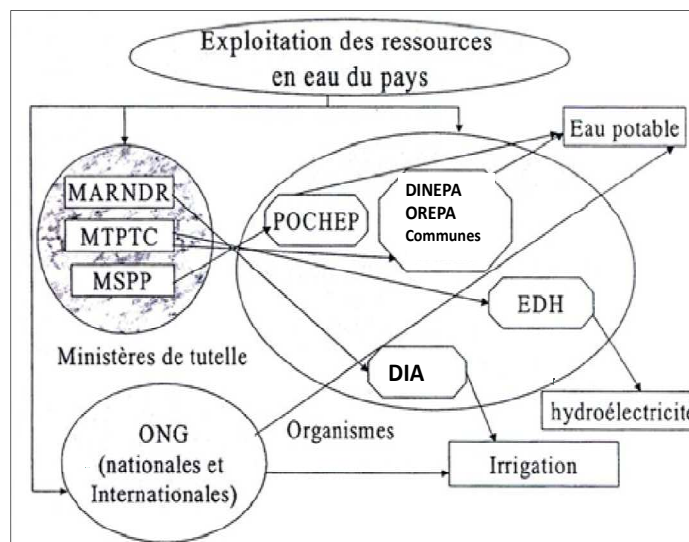 Exploitation des ressources
en eau du pays
Eau potable
MARNDR
MTPTC
MSPP
POCHEP
DINEPA
OREPA
Communes
EDH
Ministères de tutelle
DIA
hydroélectricité
Organismes
ONG
(nationales et
Internationales)
Irrigation